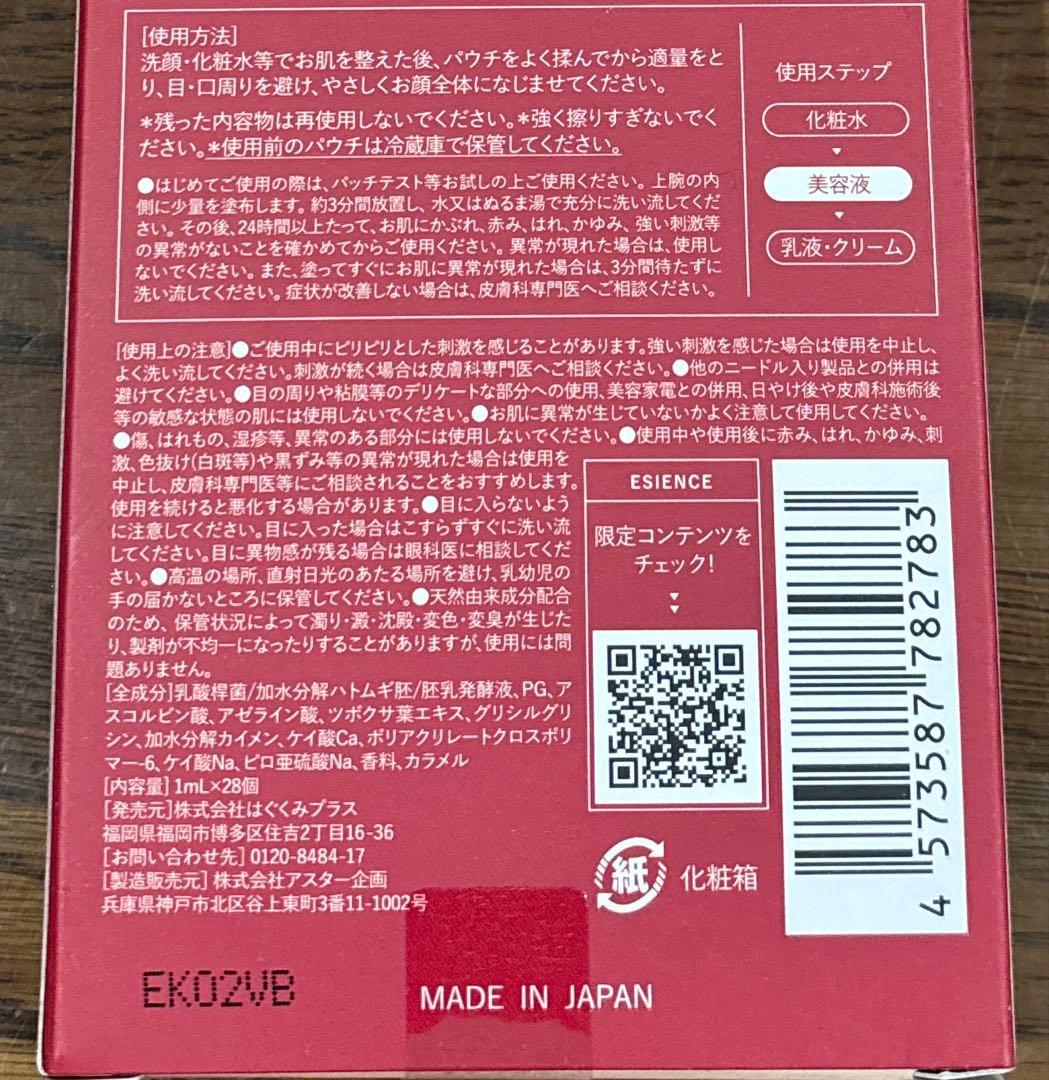 [使用方法]
洗顔・化粧水等でお肌を整えた後、パウチをよく揉んでから適量をと
り、目・口周りを避け、やさしくお顔全体になじませてください。
*残った内容物は再使用しないでください。*強く擦りすぎないでく
ださい。*使用前のパウチは冷蔵庫で保管してください。
●はじめてご使用の際は、パッチテスト等お試しの上ご使用ください。上腕の内
側に少量を塗布します。約3分間放置し、水又はぬるま湯で充分に洗い流してくだ
さい。その後、24時間以上たって、お肌にかぶれ、赤み、はれ、かゆみ、強い刺激等
の異常がないことを確かめてからご使用ください。異常が現れた場合は、使用し
ないでください。また、塗ってすぐにお肌に異常が現れた場合は、3分間待たずに
洗い流してください。症状が改善しない場合は、皮膚科専門医へご相談ください。
使用ステップ
化粧水
美容液
乳液・クリーム
[使用上の注意]●ご使用中にピリピリとした刺激を感じることがあります。強い刺激を感じた場合は使用を中止し、
よく洗い流してください。刺激が続く場合は皮膚科専門医へご相談ください。●他のニードル入り製品との併用は
避けてください。●目の周りや粘膜等のデリケートな部分への使用、美容家電との併用、日やけ後や皮膚科施術後
等の敏感な状態の肌には使用しないでください。●お肌に異常が生じていないかよく注意して使用してください。
●傷、はれもの、湿疹等、異常のある部分には使用しないでください。●使用中や使用後に赤み、はれ、かゆみ、刺
激、色抜け(白斑等)や黒ずみ等の異常が現れた場合は使用を
中止し、皮膚科専門医等にご相談されることをおすすめします。
使用を続けると悪化する場合があります。●目に入らないよう
に注意してください。目に入った場合はこすらずすぐに洗い流
してください。目に異物感が残る場合は眼科医に相談してくだ
さい。●高温の場所、直射日光のあたる場所を避け、乳幼児の
手の届かないところに保管してください。●天然由来成分配合
のため、保管状況によって濁り・澱・沈殿・変色・変臭が生じた
り、製剤が不均一になったりすることがありますが、使用には問
題ありません。
[全成分]乳酸桿菌/加水分解ハトムギ胚/胚乳発酵液、PG、ア
スコルビン酸、アゼライン酸、ツボクサ葉エキス、グリシルグリ
シン、加水分解カイメン、ケイ酸Ca、ポリアクリレートクロスポリ
マー-6、ケイ酸Na、ピロ亜硫酸Na、香料、カラメル
[内容量]1mL×28個
[発売元]株式会社はぐくみプラス
福岡県福岡市博多区住吉2丁目16-36
[お問い合わせ先]0120-8484-17
[製造販売元]株式会社アスター企画
兵庫県神戸市北区谷上東町3番11-1002号
ESIENCE
限定コンテンツを
チェック!
紙
化粧箱
4 573587 782783
EK02VB
MADE IN JAPAN